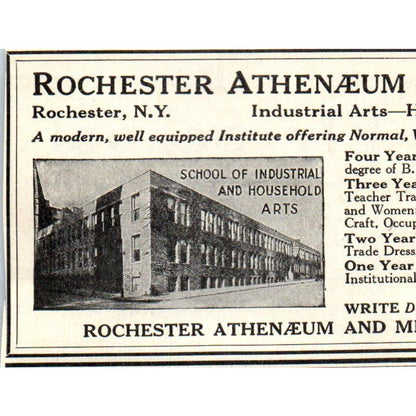 ROCHESTER ATHENÆUM
Rochester, N.Y. Industrial Arts—H
A modern, well equipped Institute offering Normal, V
SCHOOL OF INDUSTRIAL
AND HOUSEHOLD
ARTS
Four Year
degree of B.
Three Yea
Teacher Tra
and Women
Craft, Occup
Two Year
Trade Dress
One Year
Institutional
WRITE D
ROCHESTER ATHENÆUM AND ME